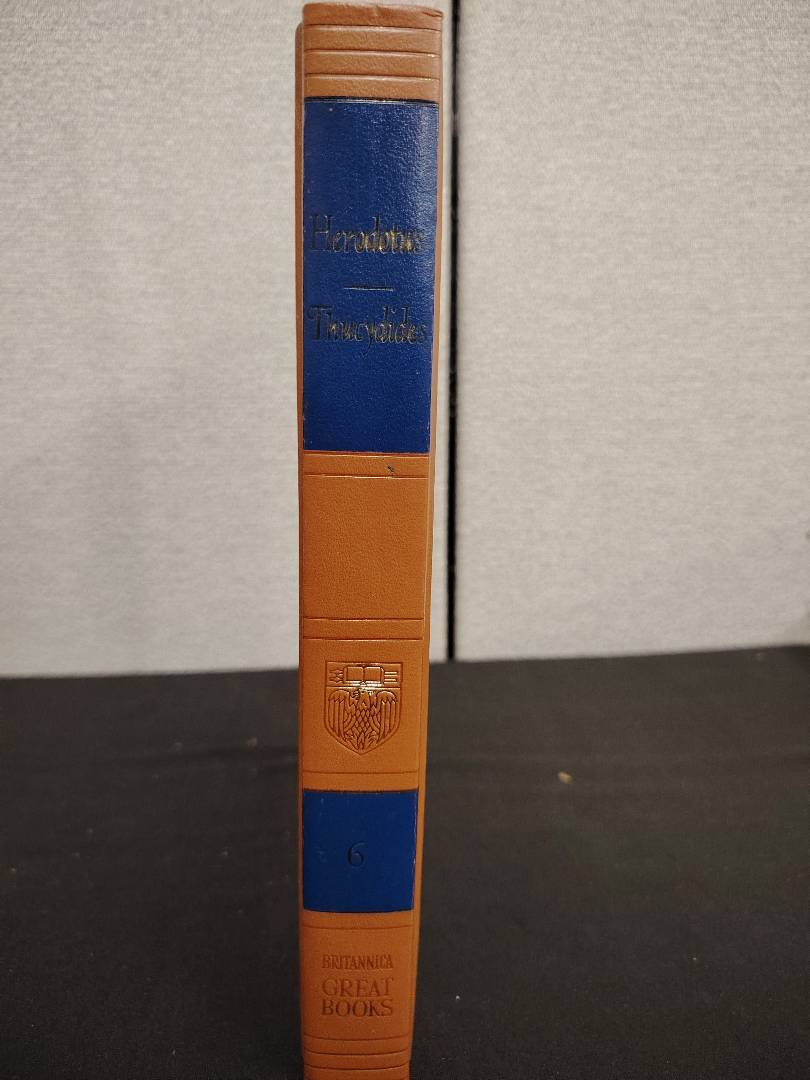 Herodotus
Thucydides
6
BRITANNICA
GREAT
BOOKS